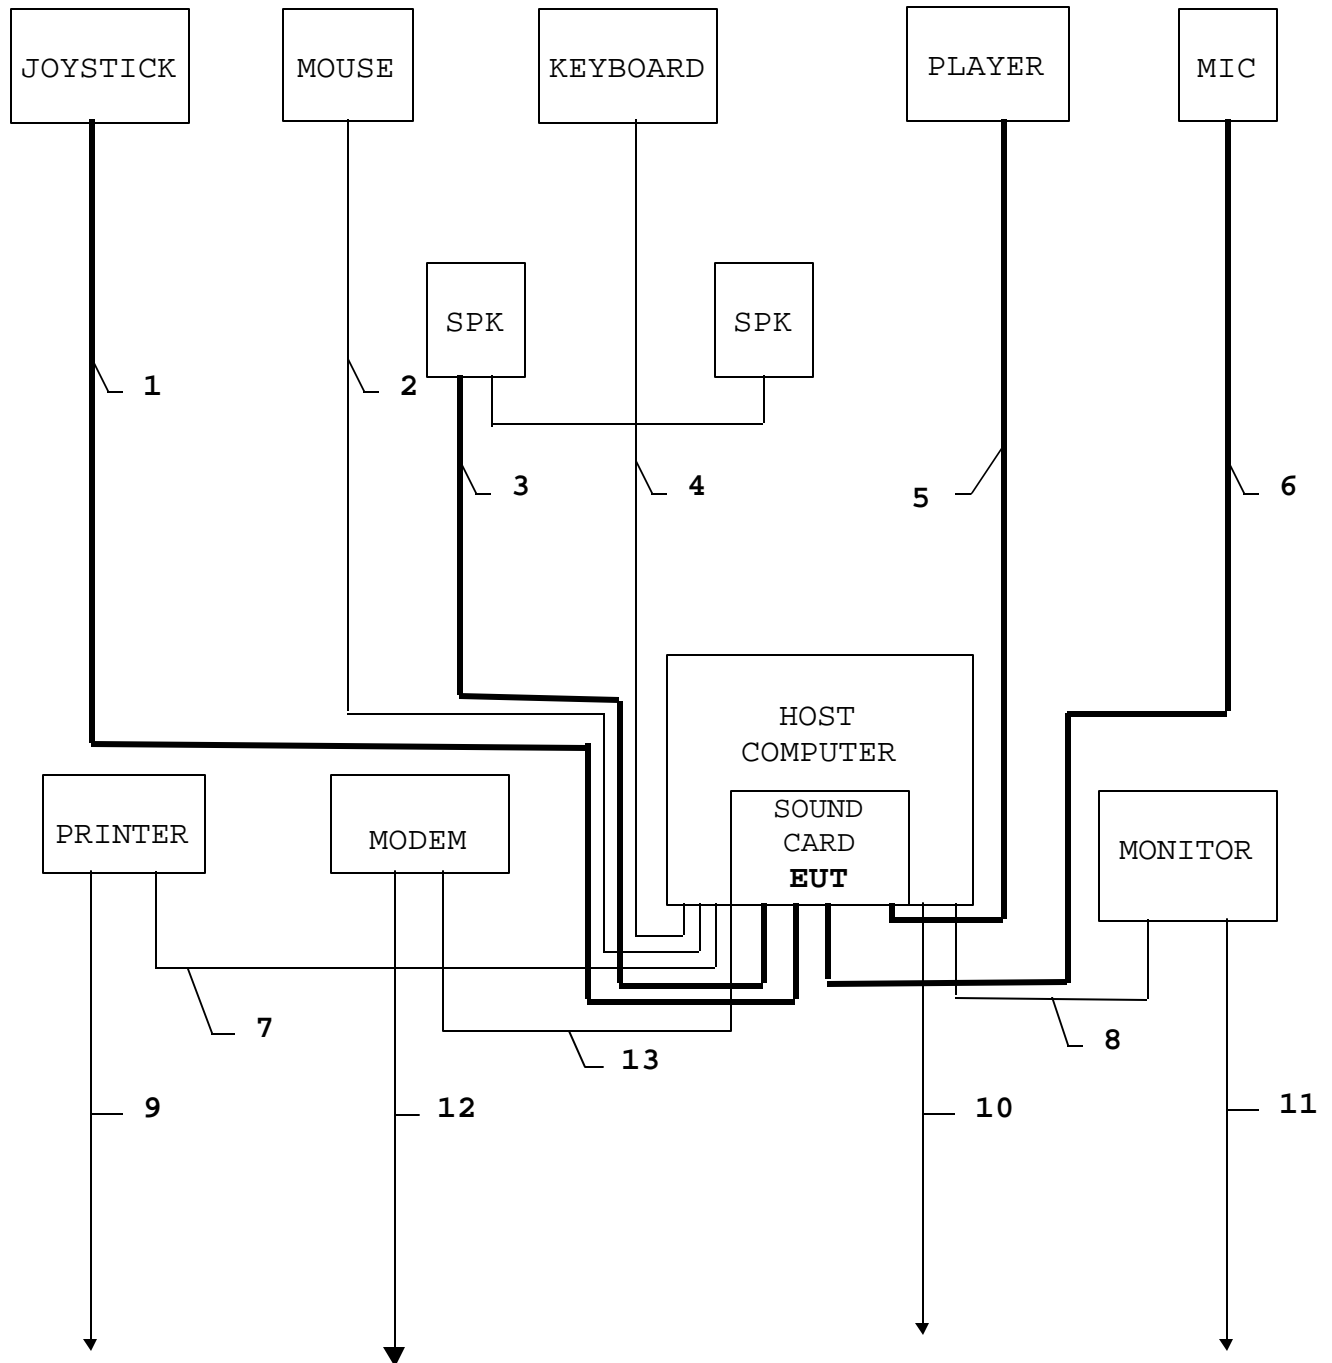 JOYSTICK
MOUSE
KEYBOARD
PLAYER
MIC
SPK
SPK
1
2
3
4
5
6
HOST
COMPUTER
SOUND
CARD
EUT
PRINTER
MODEM
MONITOR
7
13
8
9
12
10
11